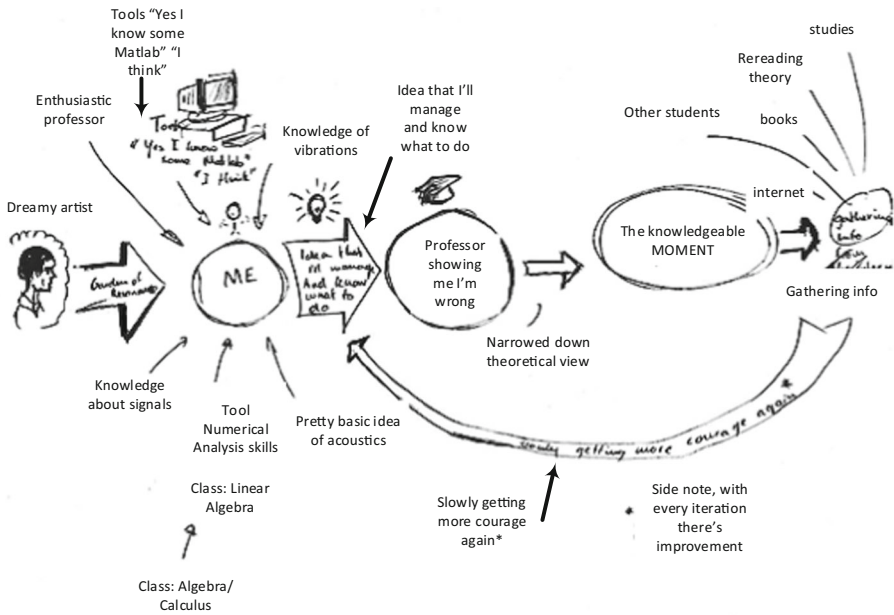 Tools “Yes I
know some
Matlab” “I
think”
Enthusiastic
professor
Tools
"Yes I know
some Matlab"
"I think"
Knowledge of
vibrations
Idea that I’ll
manage
and know
what to do
studies
Rereading
theory
Other students
books
internet
Dreamy artist
Garden of
ME
Idea that
I'll manage
And know
what to
do
Professor
showing
me I’m
wrong
The knowledgeable
MOMENT
gathering
info
Gathering info
Narrowed down
theoretical view
Knowledge
about signals
Tool
Numerical
Analysis skills
Pretty basic idea
of acoustics
Class: Linear
Algebra
Class: Algebra/
Calculus
slowly getting more courage again *
Slowly getting
more courage
again*
* Side note, with
every iteration
there’s
improvement